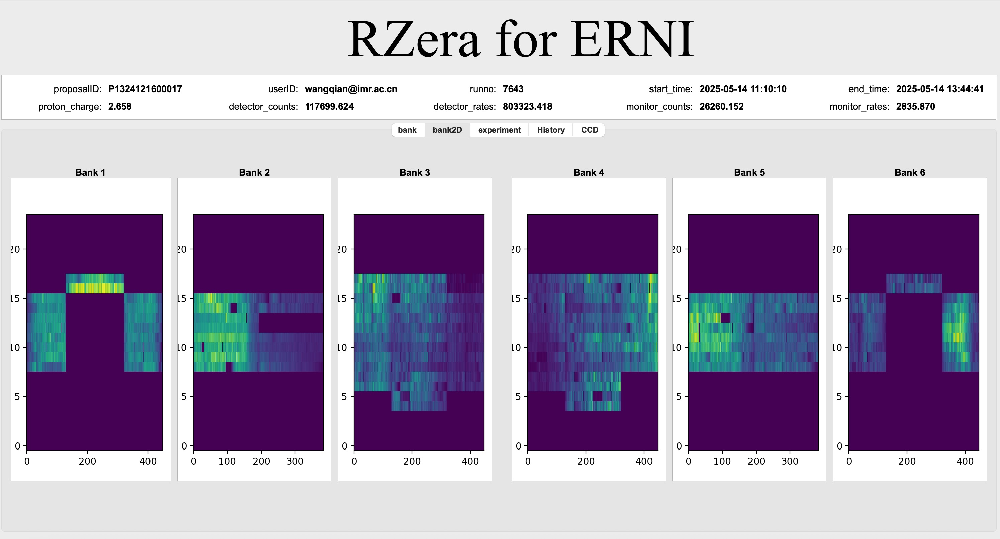 RZera for ERNI
proposalID: P1324121600017 userID: wangqian@imr.ac.cn runno: 7643 start_time: 2025-05-14 11:10:10 end_time: 2025-05-14 13:44:41
proton_charge: 2.658 detector_counts: 117699.624 detector_rates: 803323.418 monitor_counts: 26260.152 monitor_rates: 2835.870
bank bank2D experiment History CCD
Bank 1 Bank 2 Bank 3 Bank 4 Bank 5 Bank 6
20 20 20 20 20 20
15 15 15 15 15 15
10 10 10 10 10 10
5 5 5 5 5 5
0 0 0 0 0 0
0 200 400 0 100 200 300 0 200 400 0 200 400 0 100 200 300 0 200 400